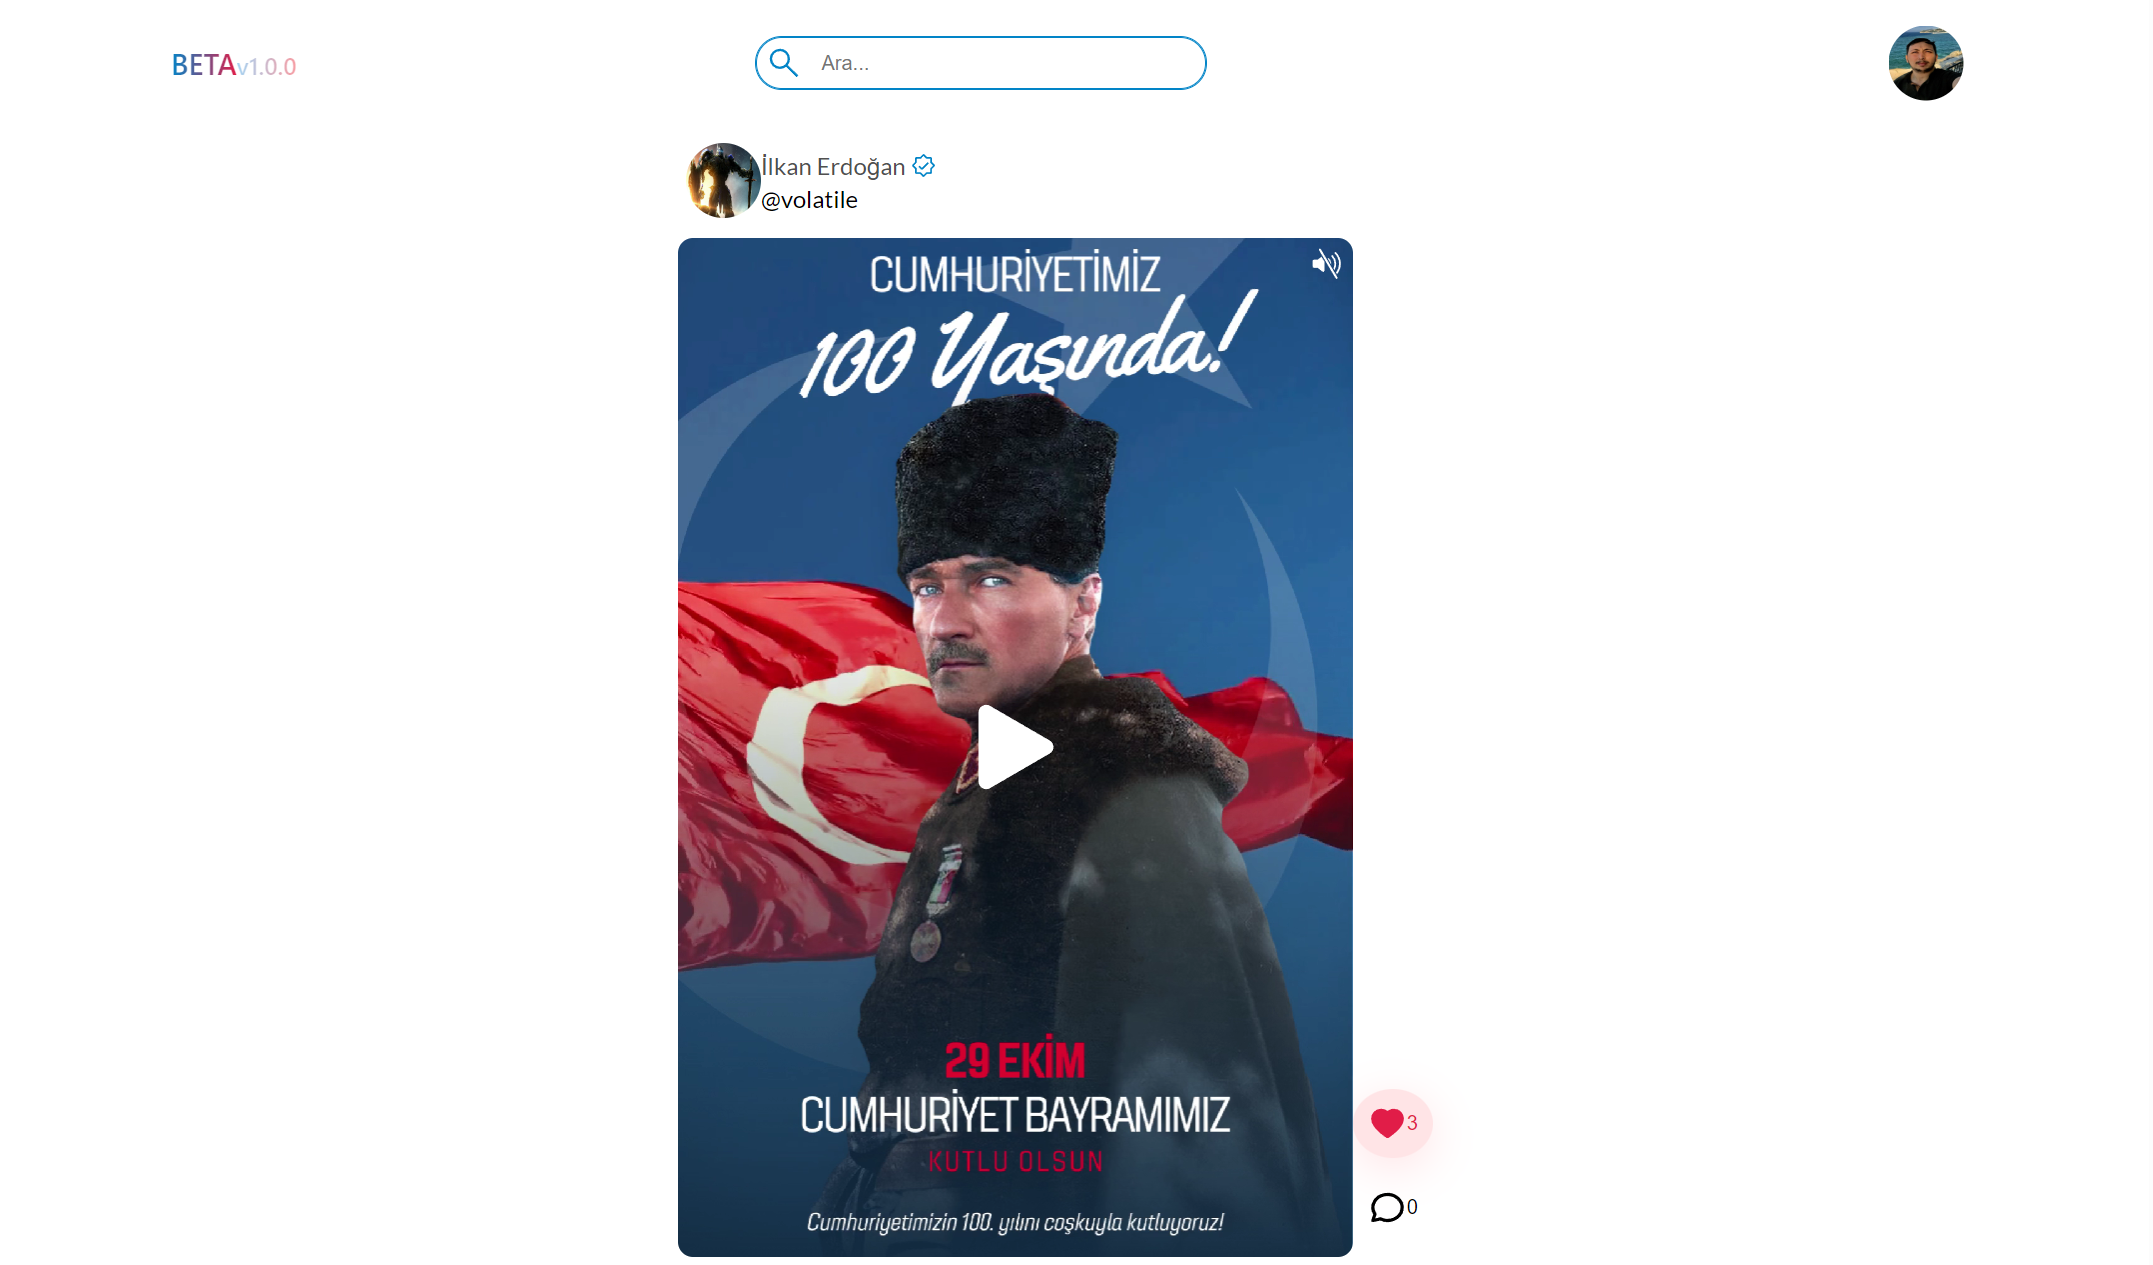 BETAv1.0.0
Ara...
İlkan Erdoğan
@volatile
CUMHURİYETİMİZ
100 Yaşında!
29 EKİM
CUMHURİYET BAYRAMIMIZ
KUTLU OLSUN
Cumhuriyetimizin 100. yılını coşkuyla kutluyoruz!
3
0